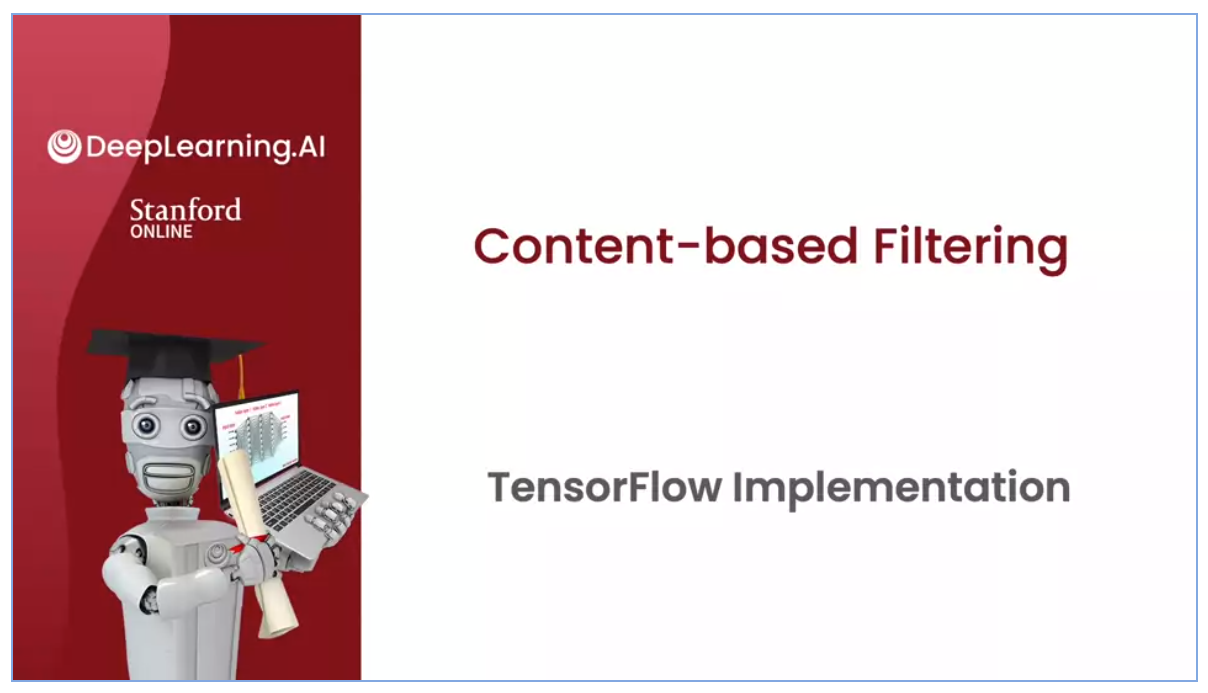 DeepLearning.AI
Stanford
ONLINE
Content-based Filtering
TensorFlow Implementation